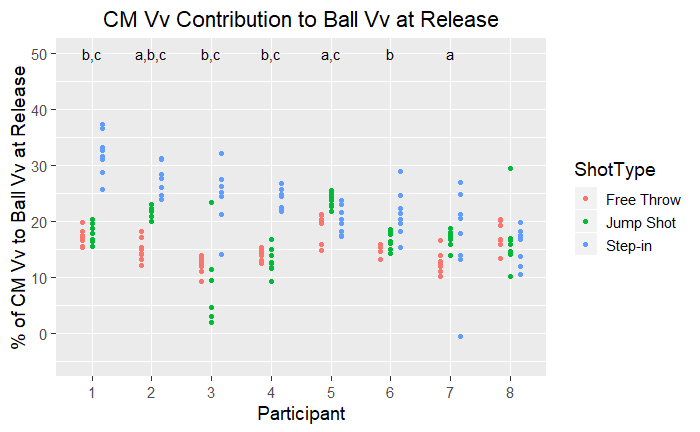 CM Vv Contribution to Ball Vv at Release
% of CM Vv to Ball Vv at Release
50
40
30
20
10
0
b,c a,b,c b,c b,c a,c b a
1 2 3 4 5 6 7 8
Participant
ShotType
Free Throw
Jump Shot
Step-in